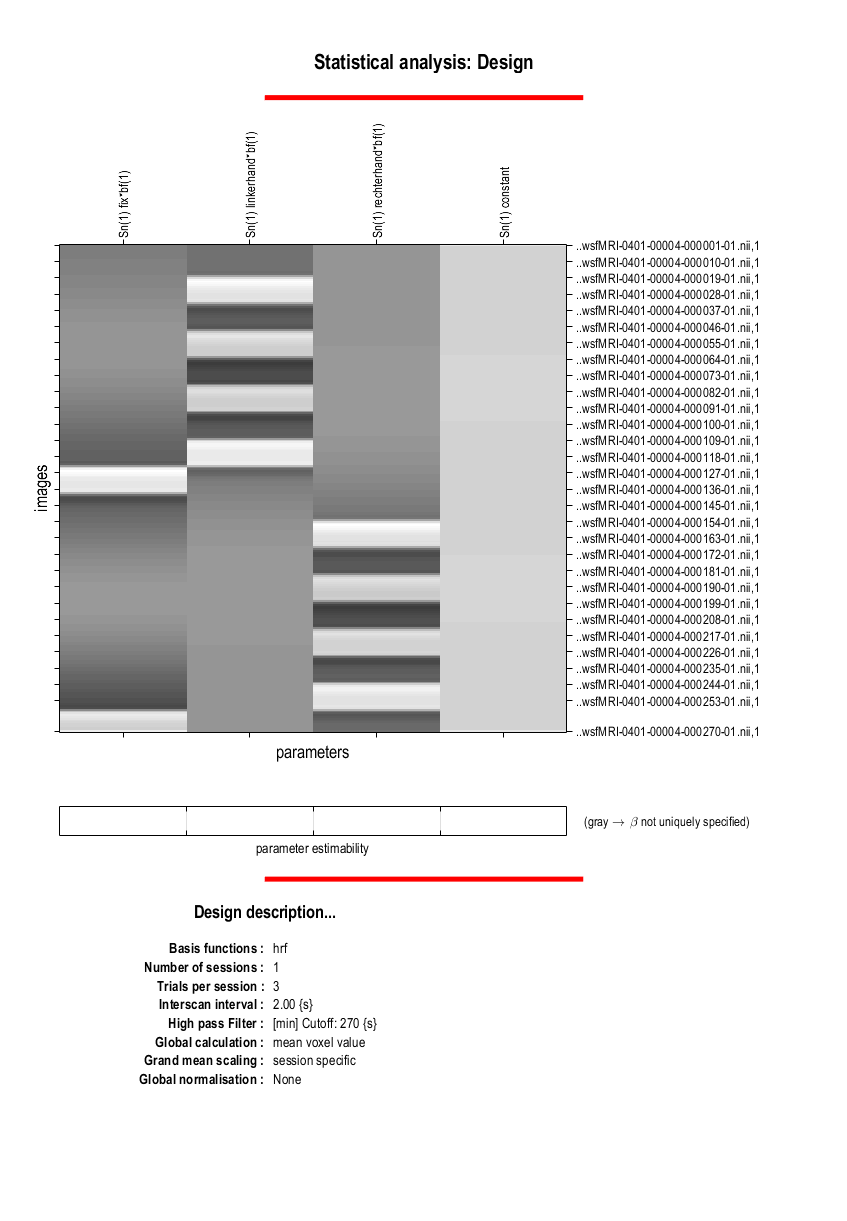 Statistical analysis: Design
Sn(1) fix*bf(1)
Sn(1) linkerhand*bf(1)
Sn(1) rechterhand*bf(1)
Sn(1) constant
images
..wsfMRI-0401-00004-000001-01.nii,1
..wsfMRI-0401-00004-000010-01.nii,1
..wsfMRI-0401-00004-000019-01.nii,1
..wsfMRI-0401-00004-000028-01.nii,1
..wsfMRI-0401-00004-000037-01.nii,1
..wsfMRI-0401-00004-000046-01.nii,1
..wsfMRI-0401-00004-000055-01.nii,1
..wsfMRI-0401-00004-000064-01.nii,1
..wsfMRI-0401-00004-000073-01.nii,1
..wsfMRI-0401-00004-000082-01.nii,1
..wsfMRI-0401-00004-000091-01.nii,1
..wsfMRI-0401-00004-000100-01.nii,1
..wsfMRI-0401-00004-000109-01.nii,1
..wsfMRI-0401-00004-000118-01.nii,1
..wsfMRI-0401-00004-000127-01.nii,1
..wsfMRI-0401-00004-000136-01.nii,1
..wsfMRI-0401-00004-000145-01.nii,1
..wsfMRI-0401-00004-000154-01.nii,1
..wsfMRI-0401-00004-000163-01.nii,1
..wsfMRI-0401-00004-000172-01.nii,1
..wsfMRI-0401-00004-000181-01.nii,1
..wsfMRI-0401-00004-000190-01.nii,1
..wsfMRI-0401-00004-000199-01.nii,1
..wsfMRI-0401-00004-000208-01.nii,1
..wsfMRI-0401-00004-000217-01.nii,1
..wsfMRI-0401-00004-000226-01.nii,1
..wsfMRI-0401-00004-000235-01.nii,1
..wsfMRI-0401-00004-000244-01.nii,1
..wsfMRI-0401-00004-000253-01.nii,1
..wsfMRI-0401-00004-000270-01.nii,1
parameters
(gray → β not uniquely specified)
parameter estimability
Design description...
Basis functions : hrf
Number of sessions : 1
Trials per session : 3
Interscan interval : 2.00 {s}
High pass Filter : [min] Cutoff: 270 {s}
Global calculation : mean voxel value
Grand mean scaling : session specific
Global normalisation : None